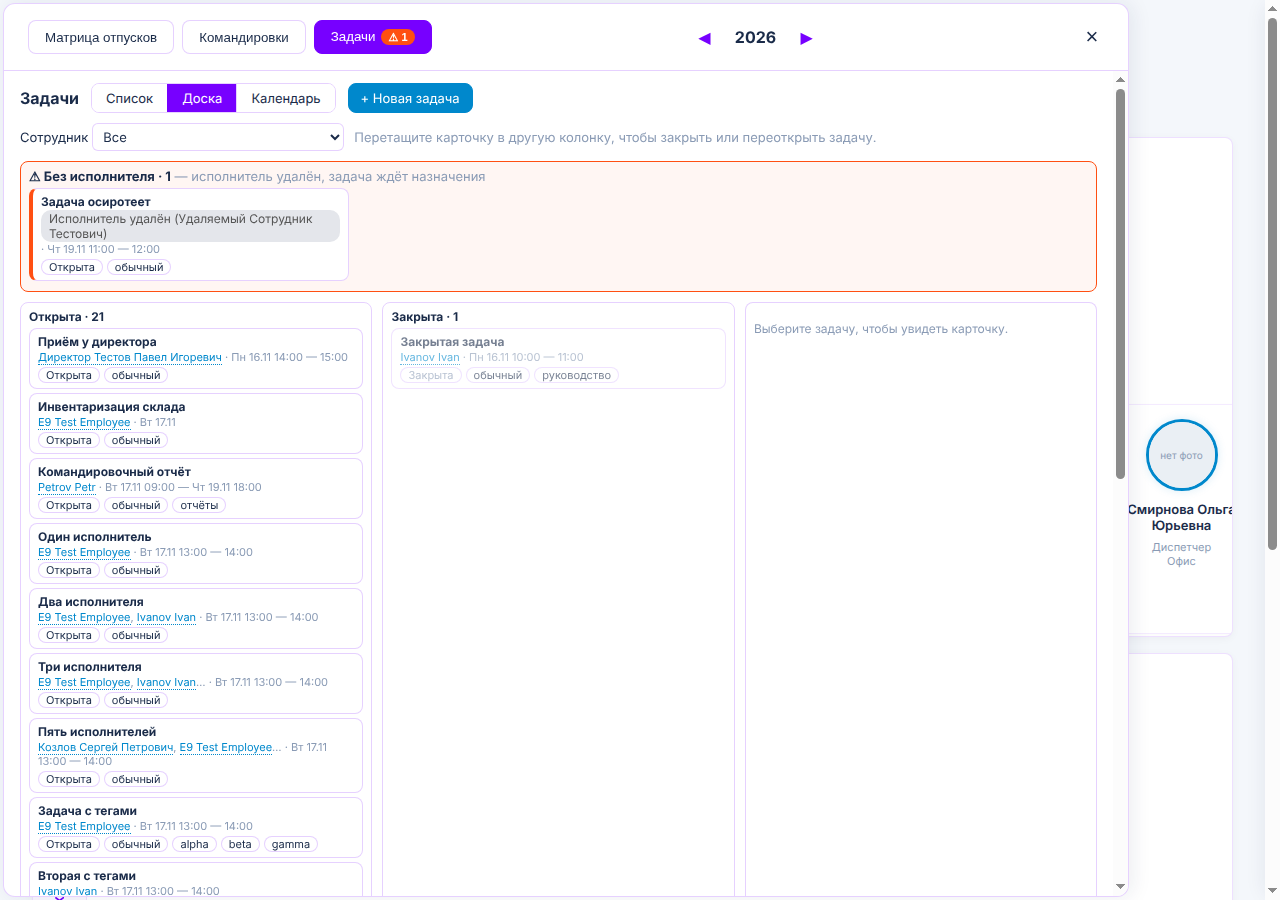 Матрица отпусков
Командировки
Задачи ⚠ 1
◀ 2026 ▶
×
Задачи
Список
Доска
Календарь
+ Новая задача
Сотрудник
Все
Перетащите карточку в другую колонку, чтобы закрыть или переоткрыть задачу.
⚠ Без исполнителя · 1 — исполнитель удалён, задача ждёт назначения
Задача осиротеет
Исполнитель удалён (Удаляемый Сотрудник
Тестович)
· Чт 19.11 11:00 — 12:00
Открыта обычный
Открыта · 21
Приём у директора
Директор Тестов Павел Игоревич · Пн 16.11 14:00 — 15:00
Открыта обычный
Инвентаризация склада
E9 Test Employee · Вт 17.11
Открыта обычный
Командировочный отчёт
Petrov Petr · Вт 17.11 09:00 — Чт 19.11 18:00
Открыта обычный отчёты
Один исполнитель
E9 Test Employee · Вт 17.11 13:00 — 14:00
Открыта обычный
Два исполнителя
E9 Test Employee, Ivanov Ivan · Вт 17.11 13:00 — 14:00
Открыта обычный
Три исполнителя
E9 Test Employee, Ivanov Ivan... · Вт 17.11 13:00 — 14:00
Открыта обычный
Пять исполнителей
Козлов Сергей Петрович, E9 Test Employee... · Вт 17.11
13:00 — 14:00
Открыта обычный
Задача с тегами
E9 Test Employee · Вт 17.11 13:00 — 14:00
Открыта обычный alpha beta gamma
Вторая с тегами
Ivanov Ivan · Вт 17.11 13:00 — 14:00
Закрыта · 1
Закрытая задача
Ivanov Ivan · Пн 16.11 10:00 — 11:00
Закрыта обычный руководство
Выберите задачу, чтобы увидеть карточку.
нет фото
Смирнова Ольга
Юрьевна
Диспетчер
Офис